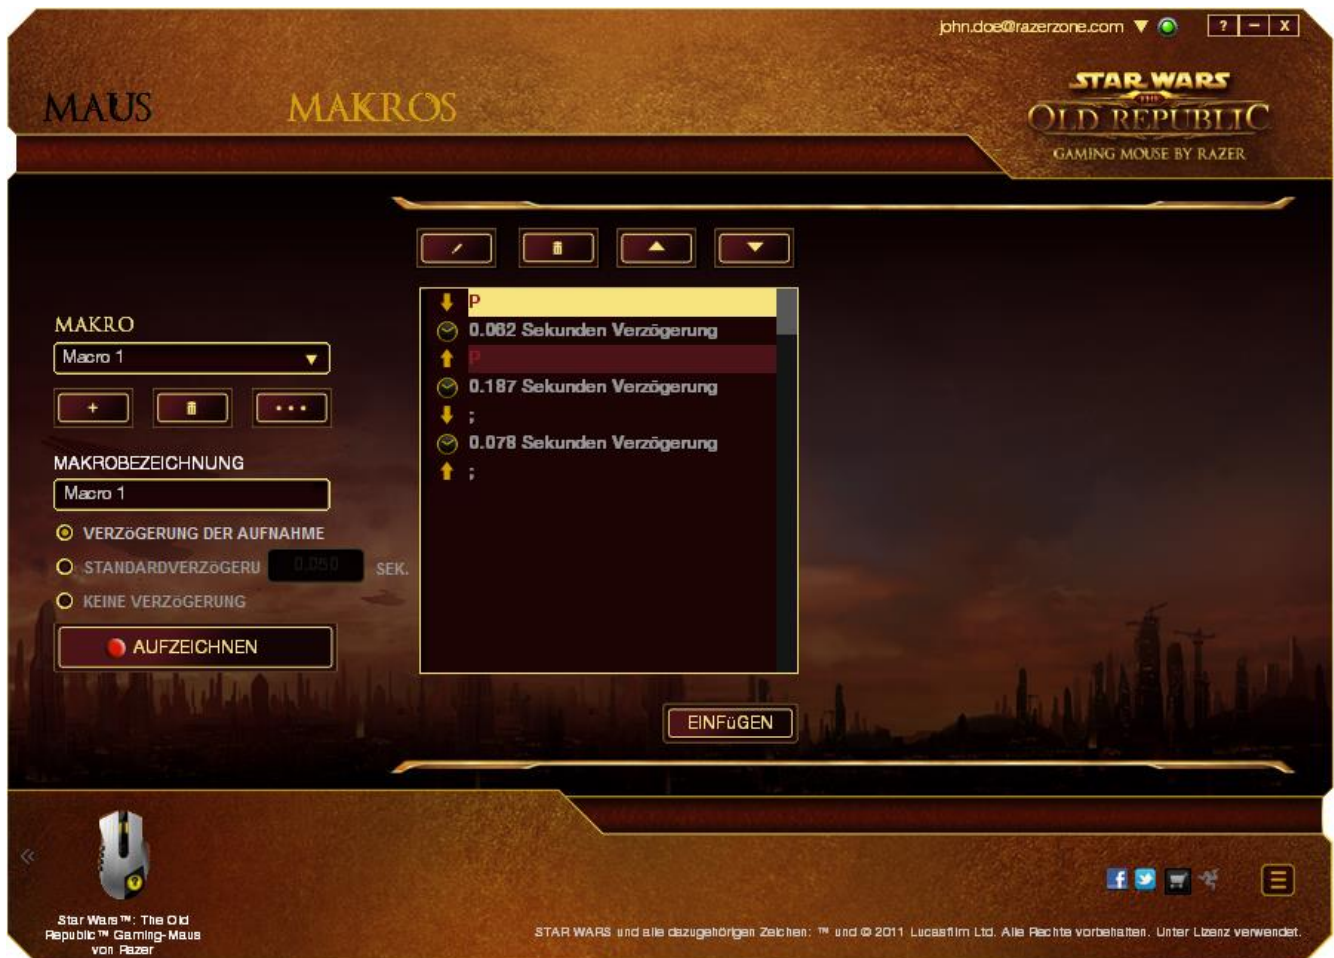 john.doe@razerzone.com ▼ ? – X
MAUS MAKROS
STAR WARS
THE
OLD REPUBLIC
GAMING MOUSE BY RAZER
MAKRO
Macro 1
+ ...
MAKROBEZEICHNUNG
Macro 1
VERZöGERUNG DER AUFNAHME
STANDARDVERZöGERU 0.050 SEK.
KEINE VERZöGERUNG
AUFZEICHNEN
P
0.062 Sekunden Verzögerung
P
0.187 Sekunden Verzögerung
;
0.078 Sekunden Verzögerung
;
EINFüGEN
Star Wars™: The Old
Republic™ Gaming-Maus
von Razer
STAR WARS und alle dazugehörigen Zeichen: ™ und © 2011 Lucasfilm Ltd. Alle Rechte vorbehalten. Unter Lizenz verwendet.